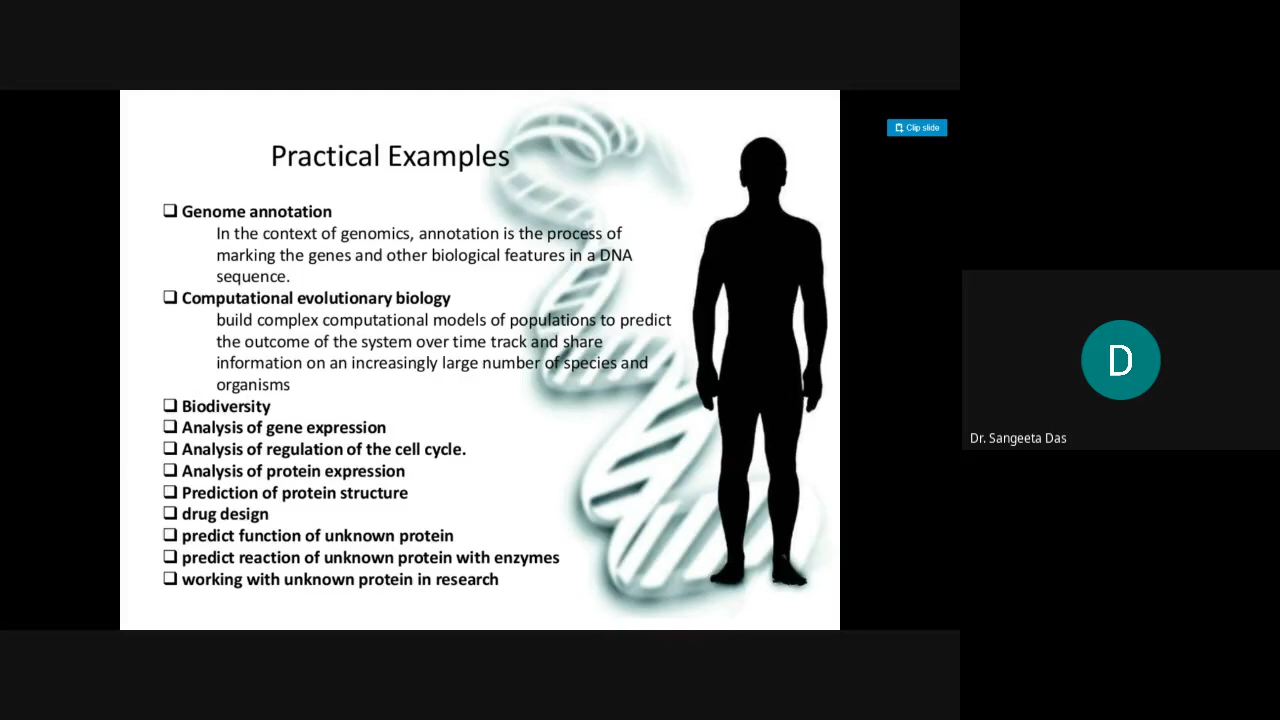 Clip slide
Practical Examples
❑ Genome annotation
In the context of genomics, annotation is the process of
marking the genes and other biological features in a DNA
sequence.
❑ Computational evolutionary biology
build complex computational models of populations to predict
the outcome of the system over time track and share
information on an increasingly large number of species and
organisms
❑ Biodiversity
❑ Analysis of gene expression
❑ Analysis of regulation of the cell cycle.
❑ Analysis of protein expression
❑ Prediction of protein structure
❑ drug design
❑ predict function of unknown protein
❑ predict reaction of unknown protein with enzymes
❑ working with unknown protein in research
D
Dr. Sangeeta Das